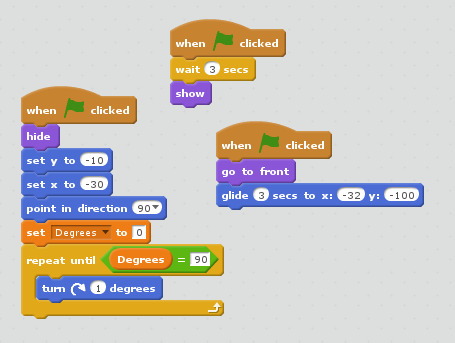 when clicked
wait 3 secs
show
when clicked
hide
set y to -10
set x to -30
point in direction 90
set Degrees to 0
repeat until Degrees = 90
turn 1 degrees
when clicked
go to front
glide 3 secs to x: -32 y: -100